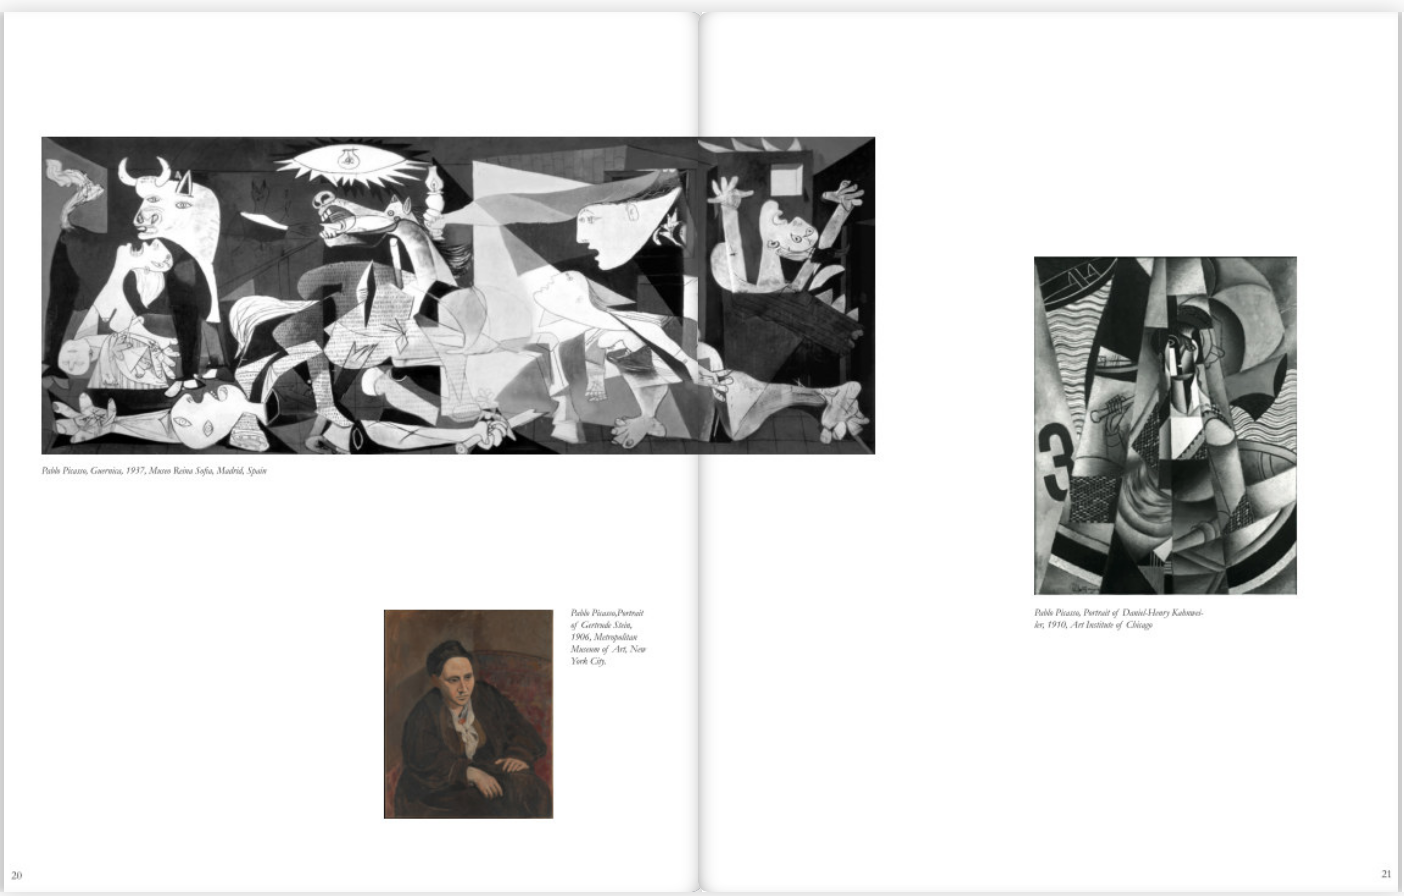 Pablo Picasso, Guernica, 1937, Museo Reina Sofia, Madrid, Spain
Pablo Picasso,Portrait
of Gertrude Stein,
1906, Metropolitan
Museum of Art, New
York City.
20
ALA
3
Pablo Picasso, Portrait of Daniel-Henry Kahnwei-
ler, 1910, Art Institute of Chicago
21